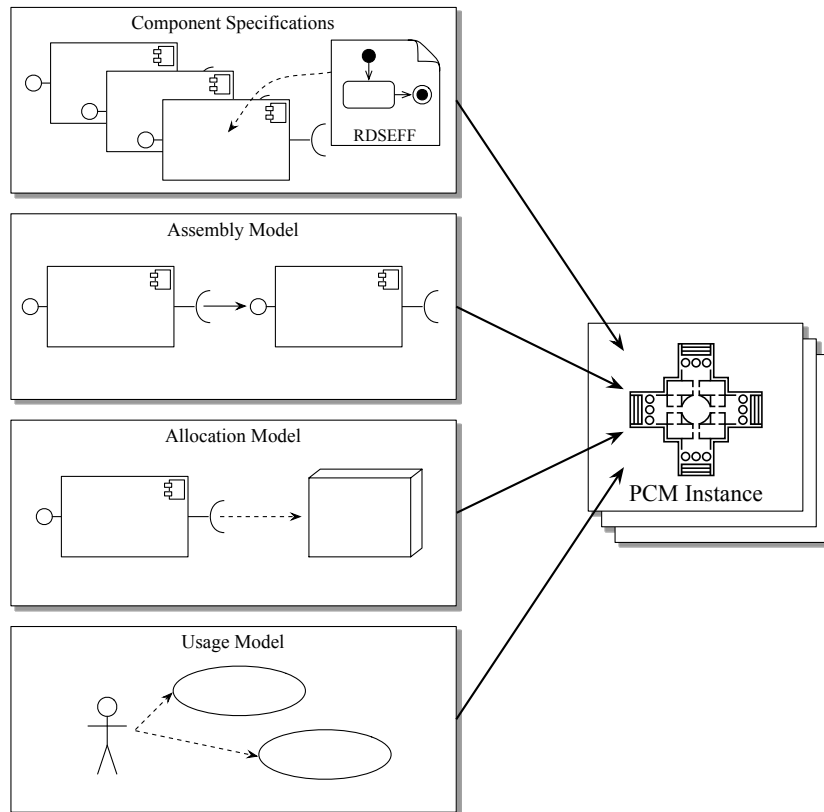 Component Specifications
RDSEFF
Assembly Model
Allocation Model
PCM Instance
Usage Model